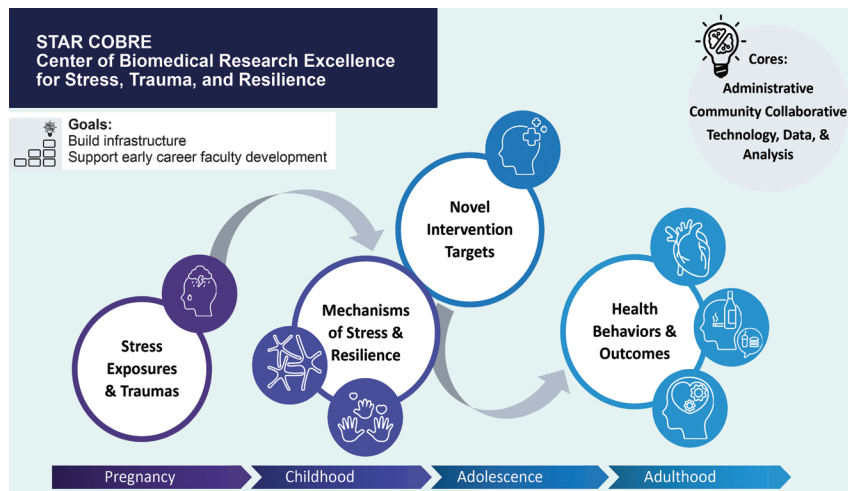 STAR COBRE
Center of Biomedical Research Excellence
for Stress, Trauma, and Resilience
Cores:
Administrative
Community Collaborative
Technology, Data, &
Analysis
Goals:
Build infrastructure
Support early career faculty development
Stress
Exposures
& Traumas
Mechanisms
of Stress &
Resilience
Novel
Intervention
Targets
Health
Behaviors &
Outcomes
Pregnancy
Childhood
Adolescence
Adulthood